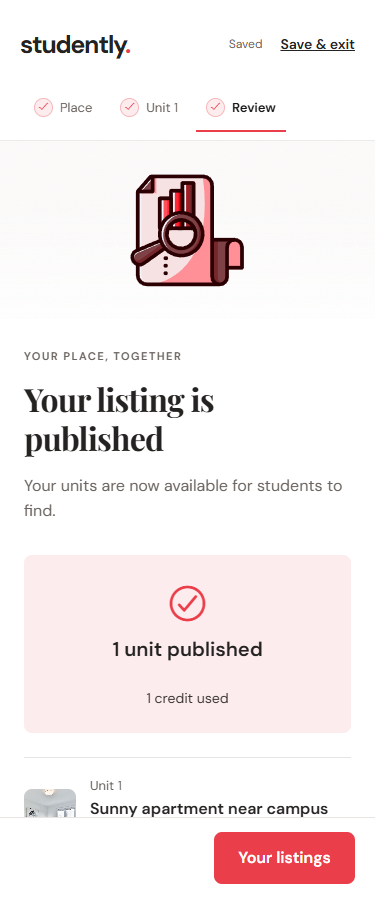 studently.
Saved
Save & exit
Place
Unit 1
Review
YOUR PLACE, TOGETHER
Your listing is
published
Your units are now available for students to
find.
1 unit published
1 credit used
Unit 1
Sunny apartment near campus
Your listings